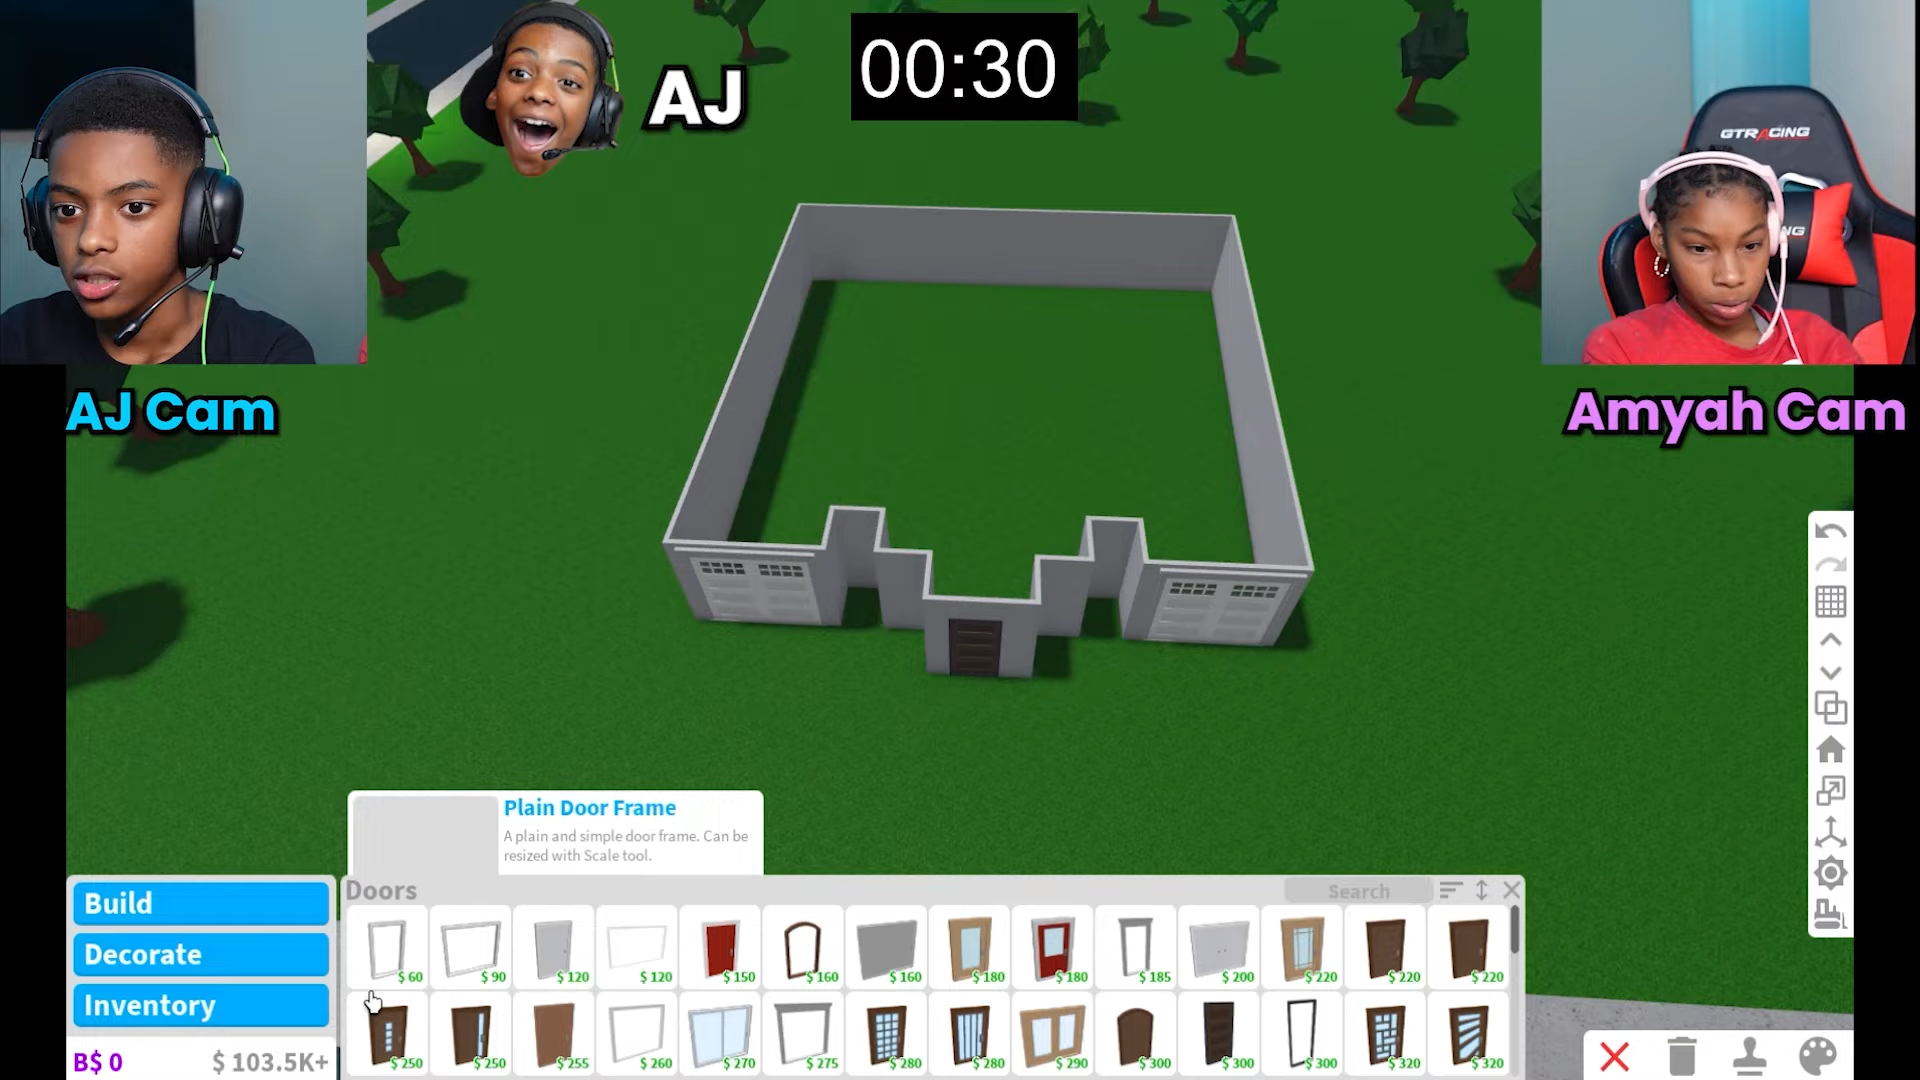 AJ
00:30
GTRACING
NG
AJ Cam
Amyah Cam
Plain Door Frame
A plain and simple door frame. Can be
resized with Scale tool.
Build
Decorate
Inventory
B$ 0
$ 103.5K+
Doors
Search
$ 60
$ 90
$ 120
$ 120
$ 150
$ 160
$ 160
$ 180
$ 180
$ 185
$ 200
$ 220
$ 220
$ 220
$ 250
$ 250
$ 255
$ 260
$ 270
$ 275
$ 280
$ 280
$ 290
$ 300
$ 300
$ 300
$ 320
$ 320